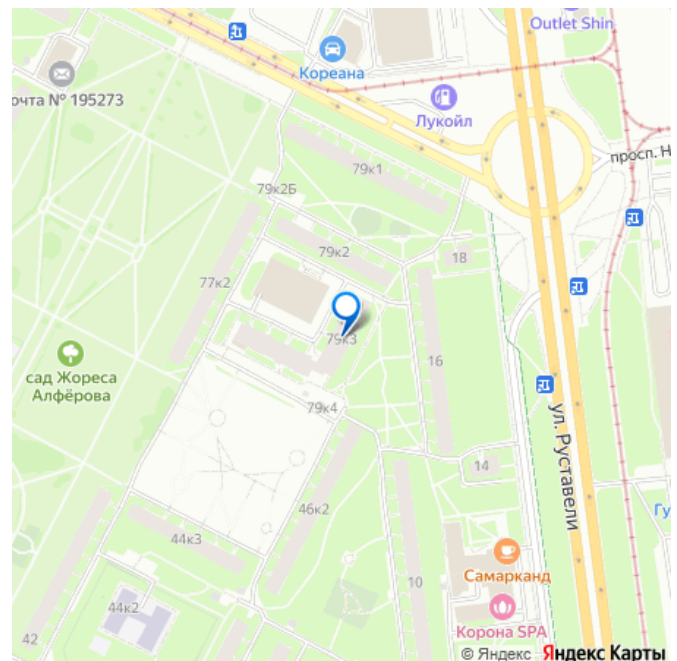 Outlet Shin
Кореана
очта № 195273
Лукойл
79к1
просп. Н
79к2Б
79к2
18
77к2
79к3
16
сад Жореса
Алфёрова
79к4
ул. Руставели
14
46к2
Гу
44к3
Самарканд
10
44к2
Корона SPA
42
© Яндекс Яндекс Карты